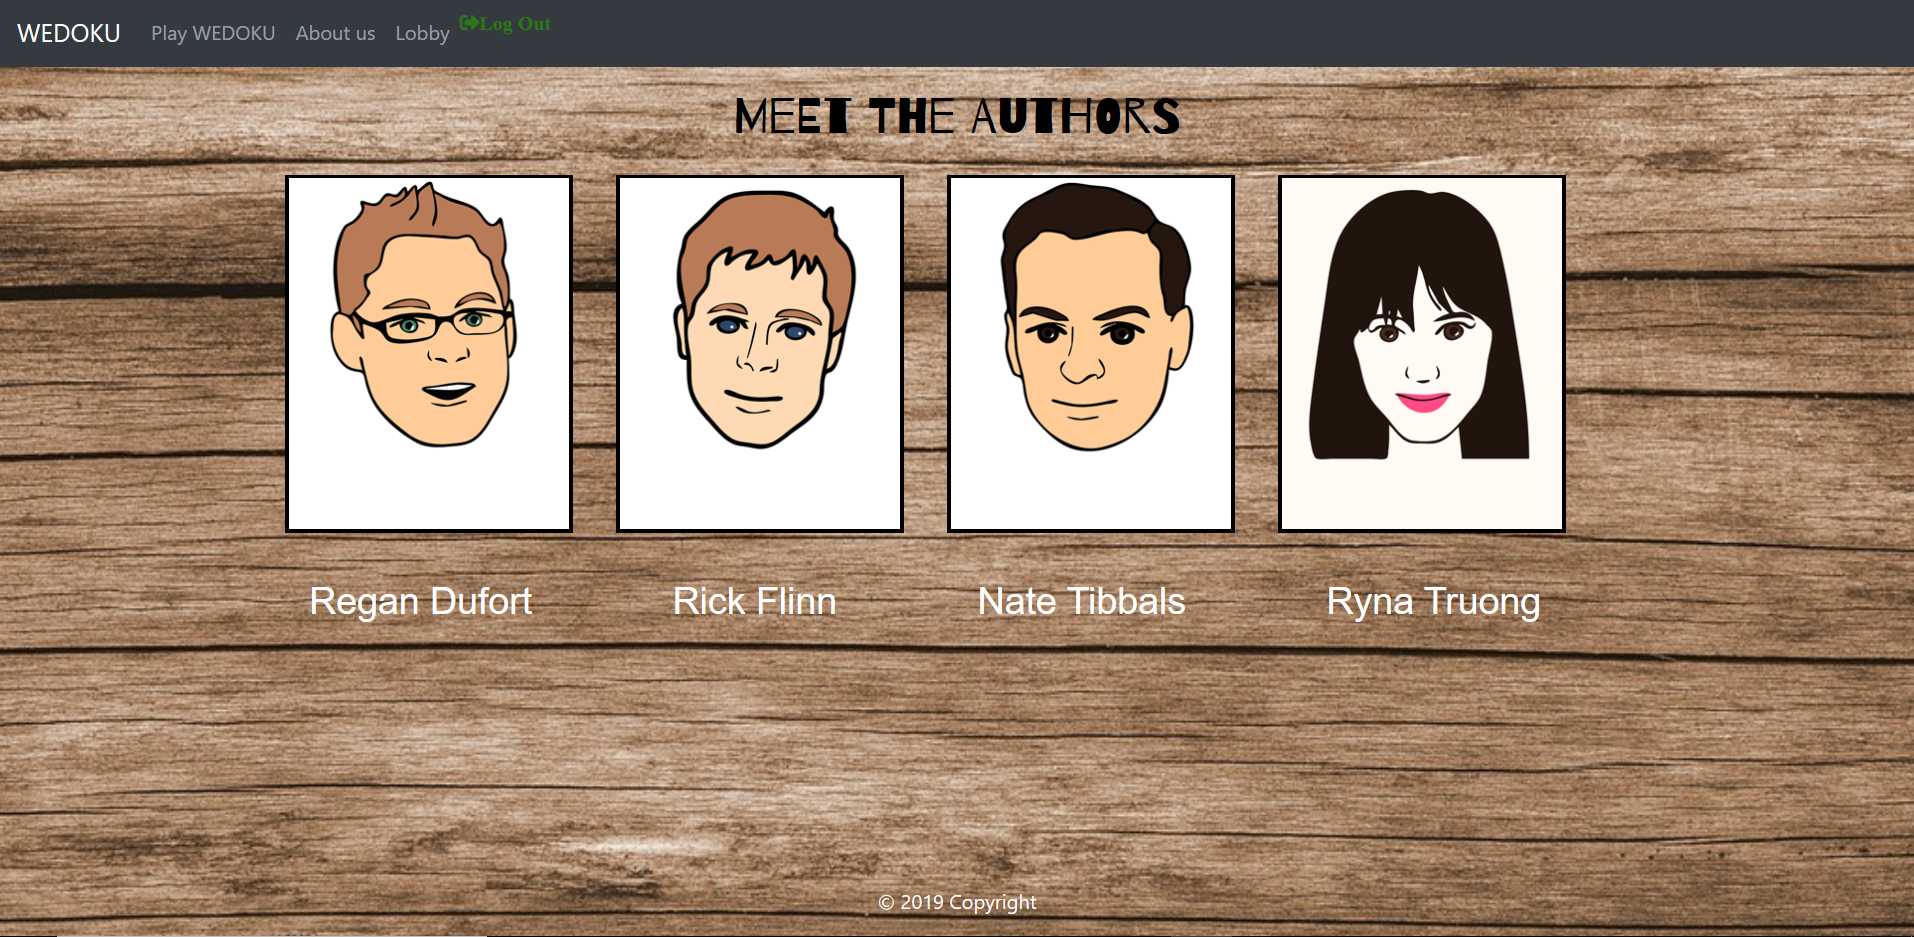 WEDOKU Play WEDOKU About us Lobby Log Out
MEET THE AUTHORS
Regan Dufort Rick Flinn Nate Tibbals Ryna Truong
© 2019 Copyright